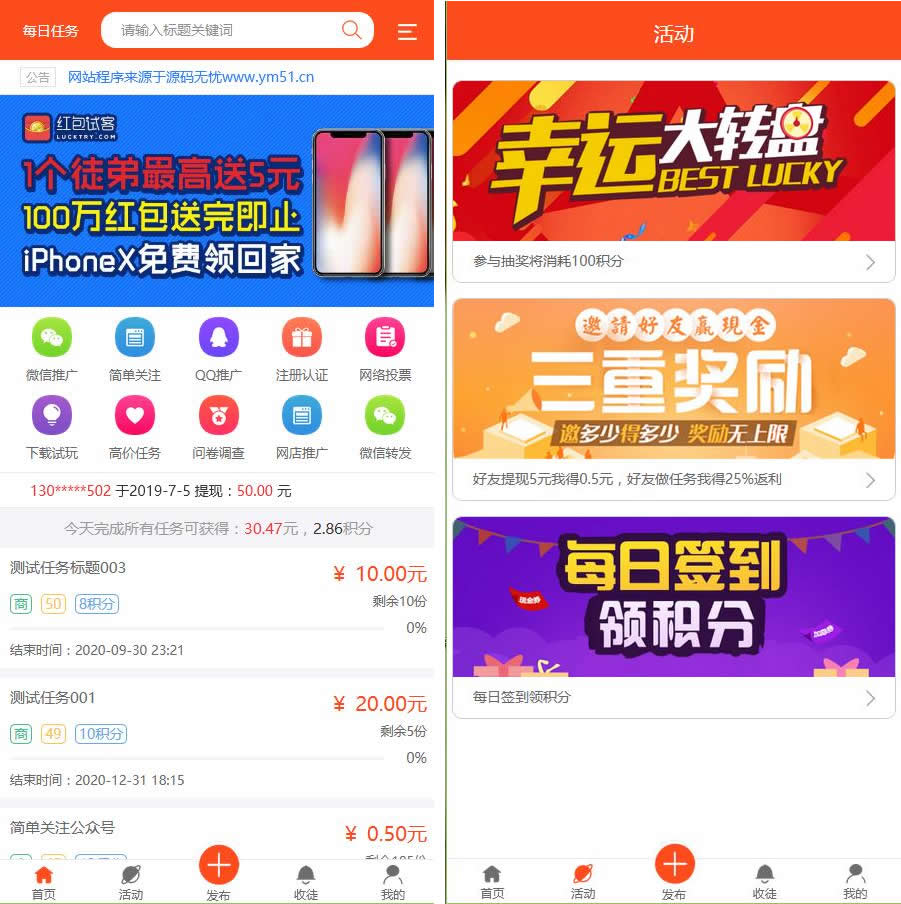 每日任务
请输入标题关键词
公告
网站程序来源于源码无忧www.ym51.cn
红包试客
LUCKTRY.COM
1个徒弟最高送5元
100万红包送完即止
iPhoneX免费领回家
微信推广 简单关注 QQ推广 注册认证 网络投票
下载试玩 高价任务 问卷调查 网店推广 微信转发
130*****502 于2019-7-5 提现：50.00 元
今天完成所有任务可获得：30.47元，2.86积分
测试任务标题003
¥ 10.00元
商 50 8积分
剩余10份
0%
结束时间：2020-09-30 23:21
测试任务001
¥ 20.00元
商 49 10积分
剩余5份
0%
结束时间：2020-12-31 18:15
简单关注公众号
¥ 0.50元
首页 活动 发布 收徒 我的
活动
幸运大转盘
BEST LUCKY
参与抽奖将消耗100积分
邀請好友贏現金
三重奖励
邀多少得多少 奖励无上限
好友提现5元我得0.5元，好友做任务我得25%返利
每日签到
领积分
现金券
每日签到领积分
首页 活动 发布 收徒 我的